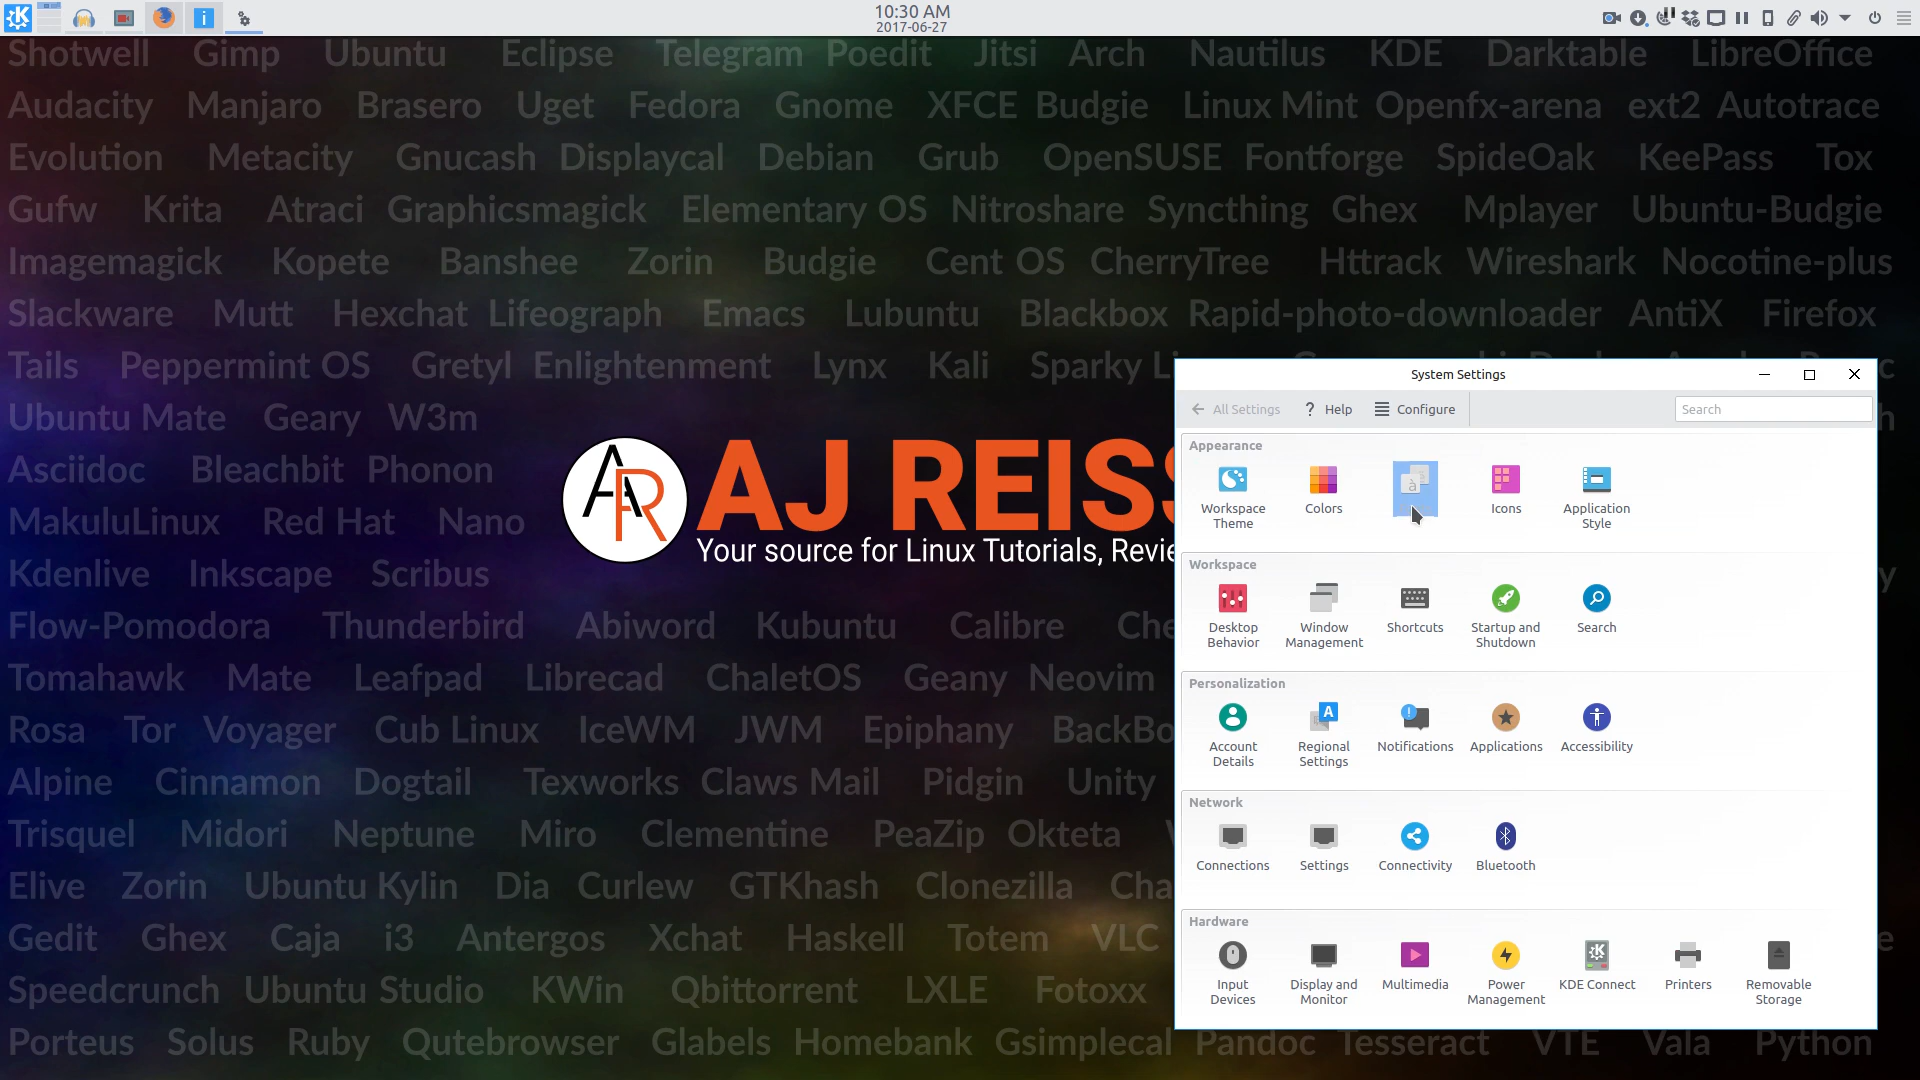 10:30 AM
2017-06-27
Shotwell Gimp Ubuntu Eclipse Telegram Poedit Jitsi Arch Nautilus KDE Darktable LibreOffice
Audacity Manjaro Brasero Uget Fedora Gnome XFCE Budgie Linux Mint Openfx-arena ext2 Autotrace
Evolution Metacity Gnucash Displaycal Debian Grub OpenSUSE Fontforge SpideOak KeePass Tox
Gufw Krita Atraci Graphicsmagick Elementary OS Nitroshare Syncthing Ghex Mplayer Ubuntu-Budgie
Imagemagick Kopete Banshee Zorin Budgie Cent OS CherryTree Httrack Wireshark Nocotine-plus
Slackware Mutt Hexchat Lifeograph Emacs Lubuntu Blackbox Rapid-photo-downloader AntiX Firefox
Tails Peppermint OS Gretyl Enlightenment Lynx Kali Sparky
Ubuntu Mate Geary W3m
Asciidoc Bleachbit Phonon
MakuluLinux Red Hat Nano
Kdenlive Inkscape Scribus
AR AJ REISS
Your source for Linux Tutorials, Revie
Flow-Pomodora Thunderbird Abiword Kubuntu Calibre Che
Tomahawk Mate Leafpad Librecad ChaletOS Geany Neovim
Rosa Tor Voyager Cub Linux IceWM JWM Epiphany BackBo
Alpine Cinnamon Dogtail Texworks Claws Mail Pidgin Unity
Trisquel Midori Neptune Miro Clementine PeaZip Okteta
Elive Zorin Ubuntu Kylin Dia Curlew GTKhash Clonezilla Cha
Gedit Ghex Caja i3 Antergos Xchat Haskell Totem VLC
Speedcrunch Ubuntu Studio KWin Qbittorrent LXLE Fotoxx
Porteus Solus Ruby Qutebrowser Glabels Homebank Gsimplecal Pandoc Tesseract VTE Vala Python
System Settings
All Settings Help Configure Search
Appearance
Workspace Theme Colors Icons Application Style
Workspace
Desktop Behavior Window Management Shortcuts Startup and Shutdown Search
Personalization
Account Details Regional Settings Notifications Applications Accessibility
Network
Connections Settings Connectivity Bluetooth
Hardware
Input Devices Display and Monitor Multimedia Power Management KDE Connect Printers Removable Storage